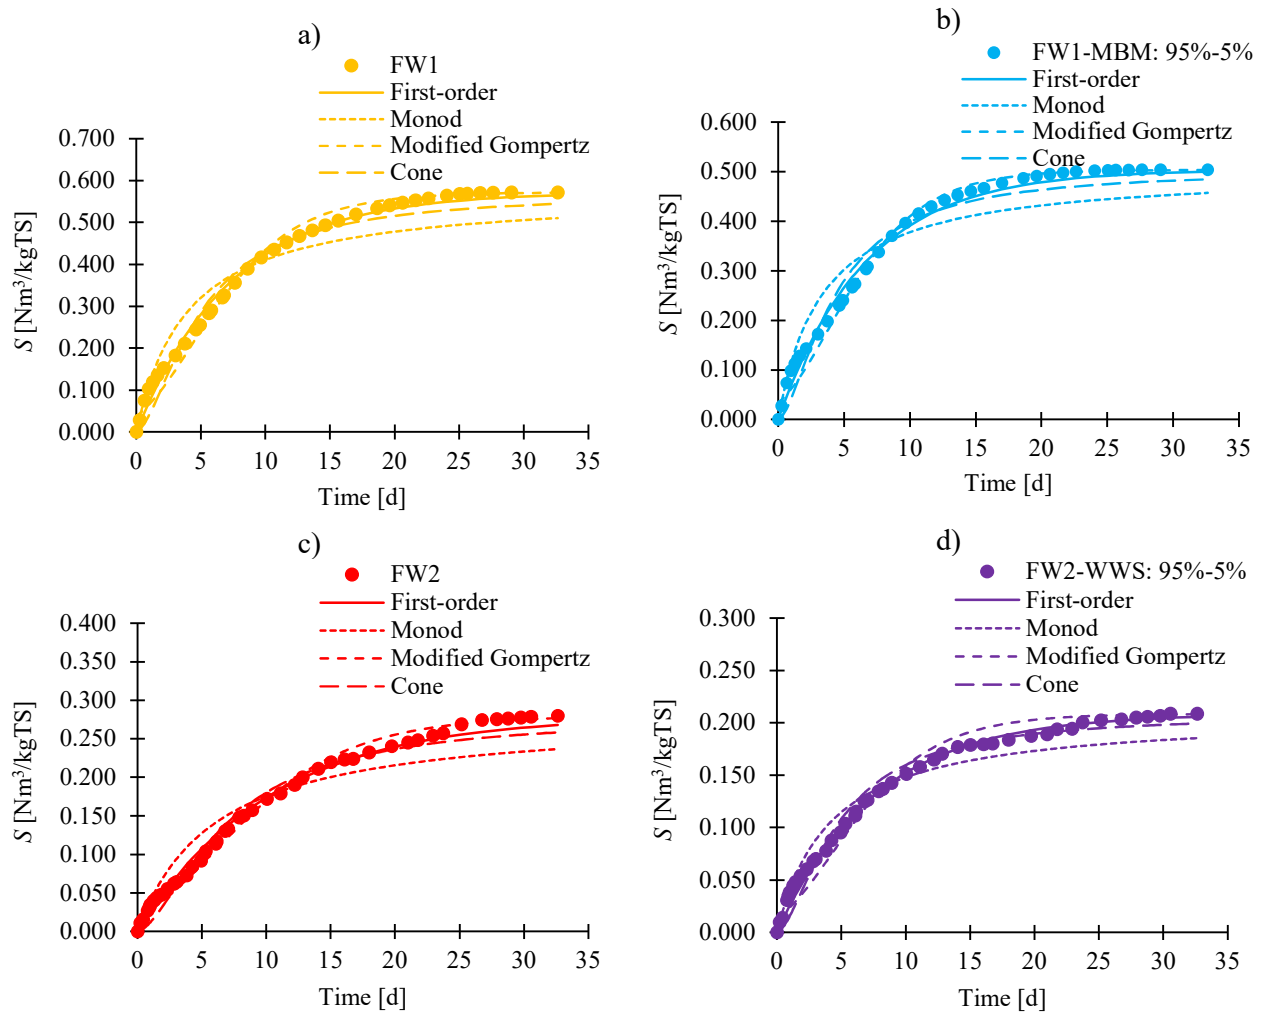 a)
FW1
First-order
Monod
Modified Gompertz
Cone
0.700
0.600
0.500
0.400
0.300
0.200
0.100
0.000
S [Nm³/kgTS]
0 5 10 15 20 25 30 35
Time [d]
b)
FW1-MBM: 95%-5%
First-order
Monod
Modified Gompertz
Cone
0.600
0.500
0.400
0.300
0.200
0.100
0.000
S [Nm³/kgTS]
0 5 10 15 20 25 30 35
Time [d]
c)
FW2
First-order
Monod
Modified Gompertz
Cone
0.400
0.350
0.300
0.250
0.200
0.150
0.100
0.050
0.000
S [Nm³/kgTS]
0 5 10 15 20 25 30 35
Time [d]
d)
FW2-WWS: 95%-5%
First-order
Monod
Modified Gompertz
Cone
0.300
0.250
0.200
0.150
0.100
0.050
0.000
S [Nm³/kgTS]
0 5 10 15 20 25 30 35
Time [d]